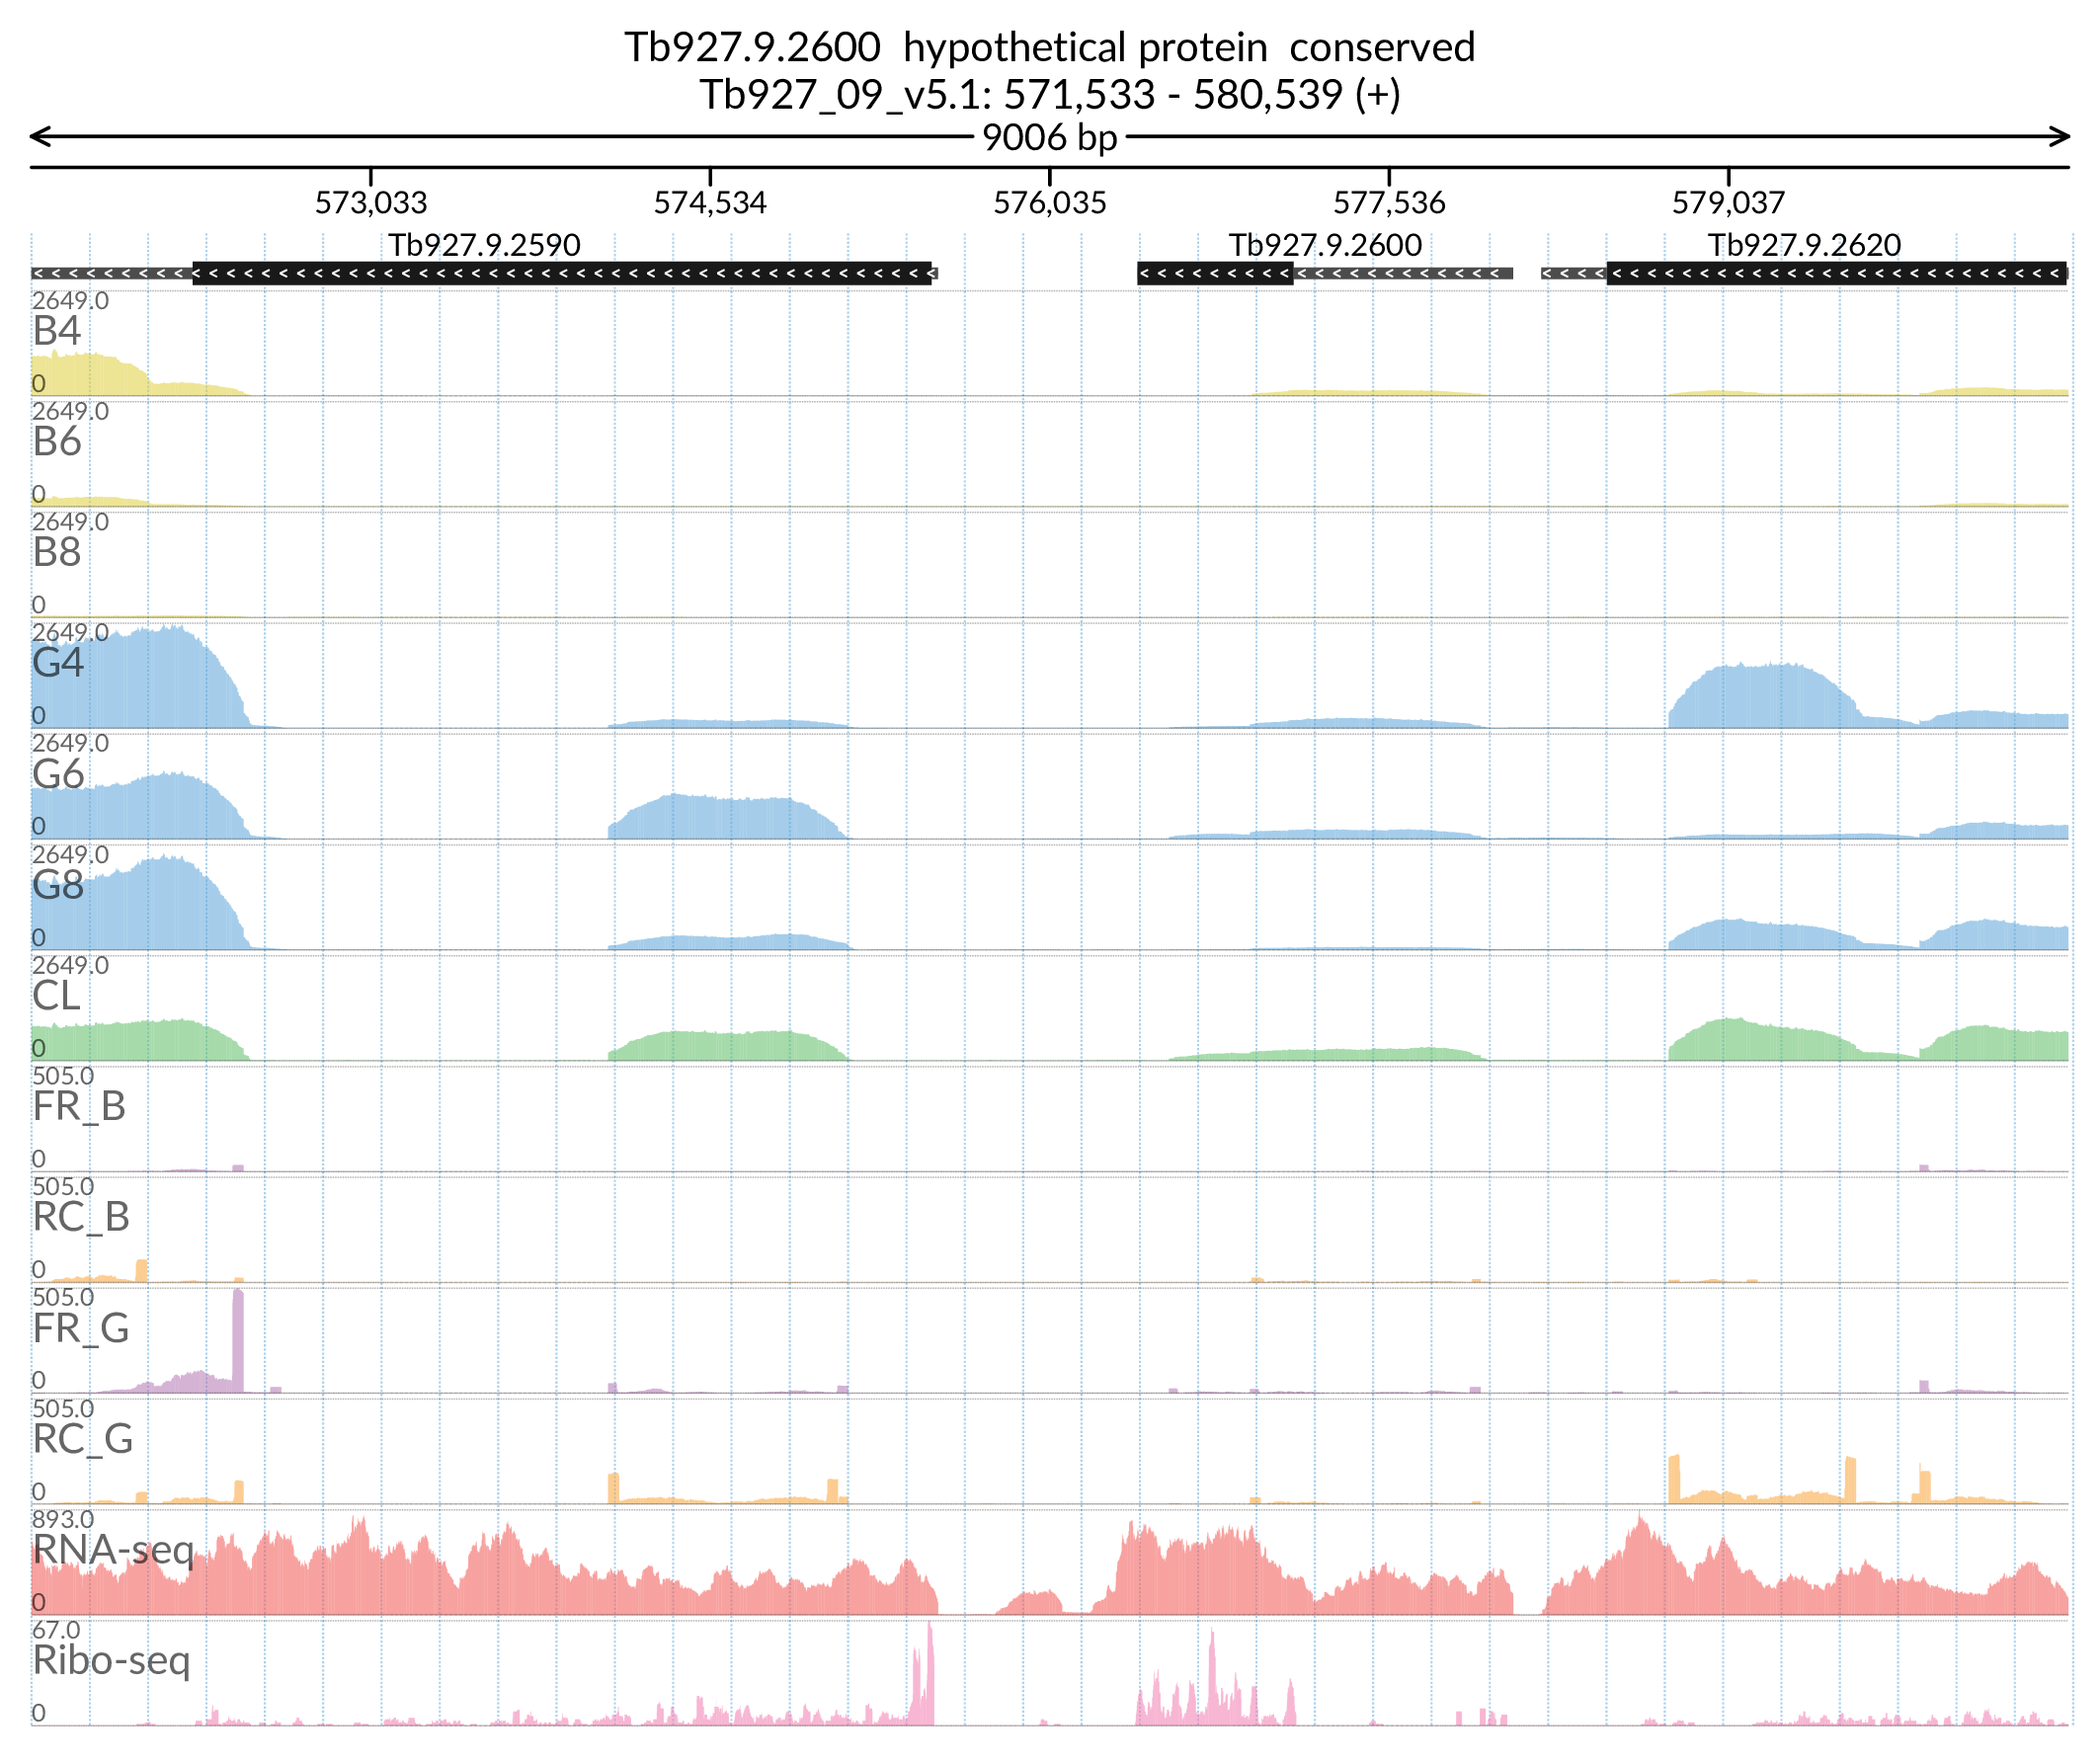 Tb927.9.2600 hypothetical protein conserved
Tb927_09_v5.1: 571,533 - 580,539 (+)
9006 bp
573,033 574,534 576,035 577,536 579,037
Tb927.9.2590 Tb927.9.2600 Tb927.9.2620
2649.0
B4
0
2649.0
B6
0
2649.0
B8
0
2649.0
G4
0
2649.0
G6
0
2649.0
G8
0
2649.0
CL
0
505.0
FR_B
0
505.0
RC_B
0
505.0
FR_G
0
505.0
RC_G
0
893.0
RNA-seq
0
67.0
Ribo-seq
0